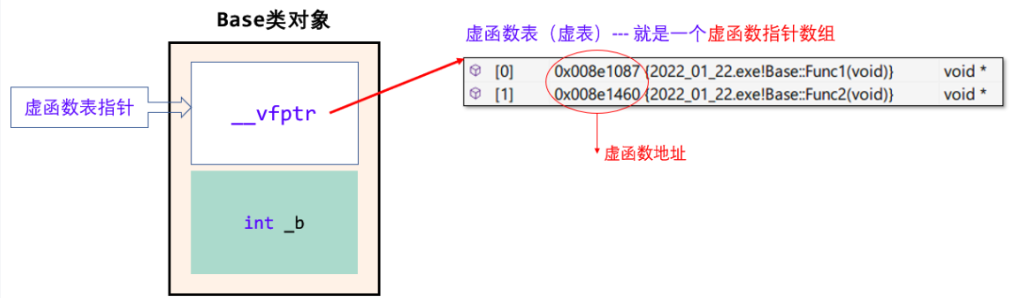 Base类对象
虚函数表（虚表）--- 就是一个虚函数指针数组
[0] 0x008e1087 {2022_01_22.exe!Base::Func1(void)} void *
[1] 0x008e1460 {2022_01_22.exe!Base::Func2(void)} void *
虚函数表指针
__vfptr
虚函数地址
int _b